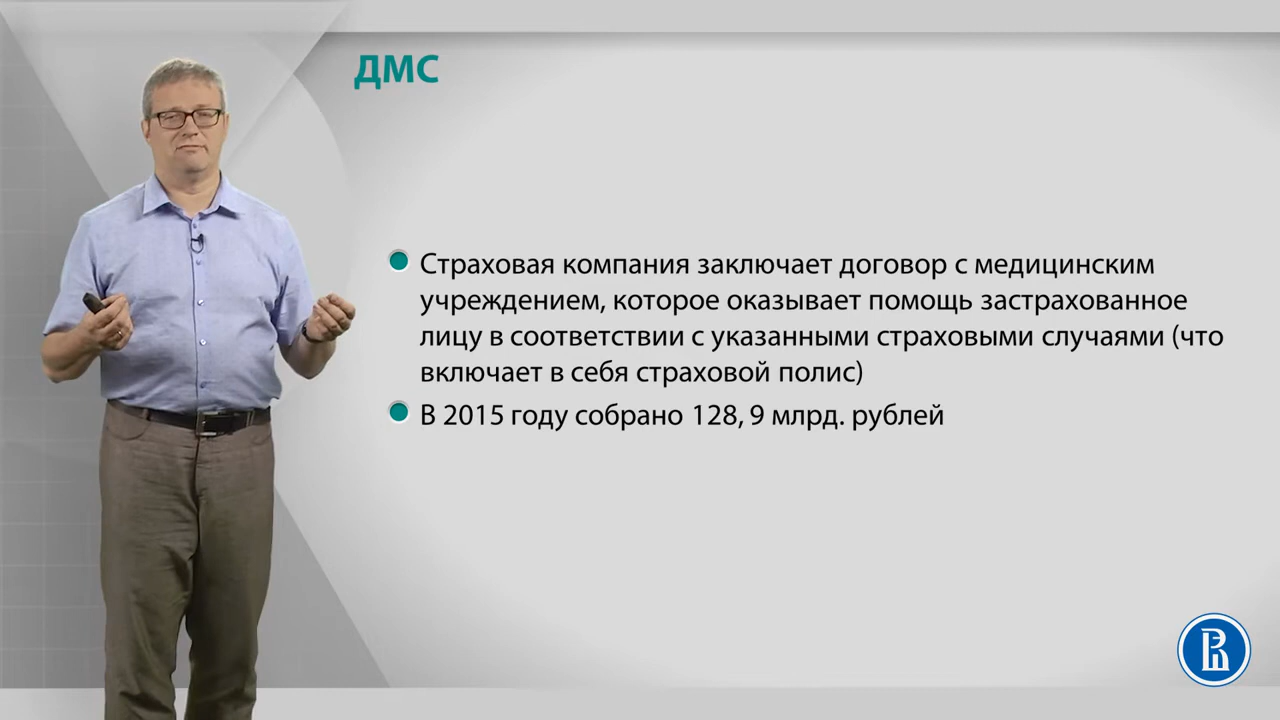 ДМС
Страховая компания заключает договор с медицинским
учреждением, которое оказывает помощь застрахованное
лицу в соответствии с указанными страховыми случаями (что
включает в себя страховой полис)
В 2015 году собрано 128, 9 млрд. рублей